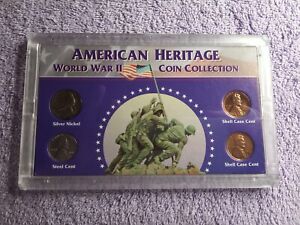 AMERICAN HERITAGE
WORLD WAR II COIN COLLECTION
Silver Nickel
Shell Case Cent
Steel Cent
Shell Case Cent